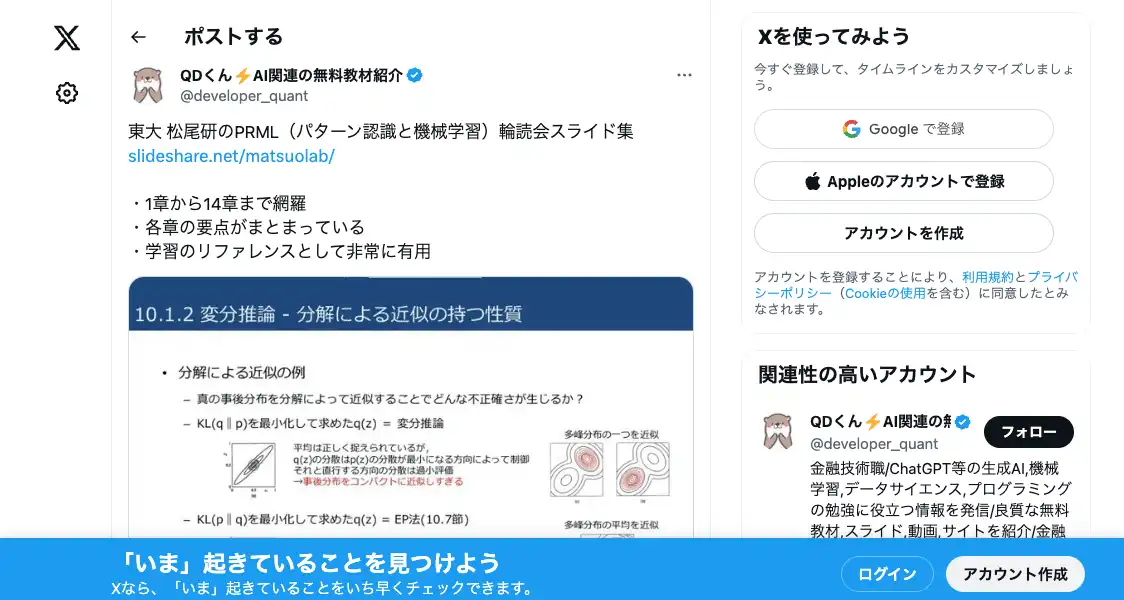 ポストする
QDくん⚡AI関連の無料教材紹介
@developer_quant
東大 松尾研のPRML（パターン認識と機械学習）輪読会スライド集
slideshare.net/matsuolab/
・1章から14章まで網羅
・各章の要点がまとまっている
・学習のリファレンスとして非常に有用
10.1.2 変分推論 - 分解による近似の持つ性質
• 分解による近似の例
– 真の事後分布を分解によって近似することでどんな不正確さが生じるか？
– KL(q∥p)を最小化して求めたq(z) = 変分推論
平均は正しく捉えられているが,
q(z)の分散はp(z)の分散が最小になる方向によって制御
それと直行する方向の分散は過小評価
→事後分布をコンパクトに近似しすぎる
多峰分布の一つを近似
– KL(p∥q)を最小化して求めたq(z) = EP法(10.7節)
多峰分布の平均を近似
Xを使ってみよう
今すぐ登録して、タイムラインをカスタマイズしましょ
う。
Google で登録
Appleのアカウントで登録
アカウントを作成
アカウントを登録することにより、利用規約とプライバ
シーポリシー（Cookieの使用を含む）に同意したとみ
なされます。
関連性の高いアカウント
QDくん⚡AI関連の無
@developer_quant
フォロー
金融技術職/ChatGPT等の生成AI,機械
学習,データサイエンス,プログラミング
の勉強に役立つ情報を発信/良質な無料
教材,スライド,動画,サイトを紹介/金融
「いま」起きていることを見つけよう
Xなら、「いま」起きていることをいち早くチェックできます。
ログイン
アカウント作成